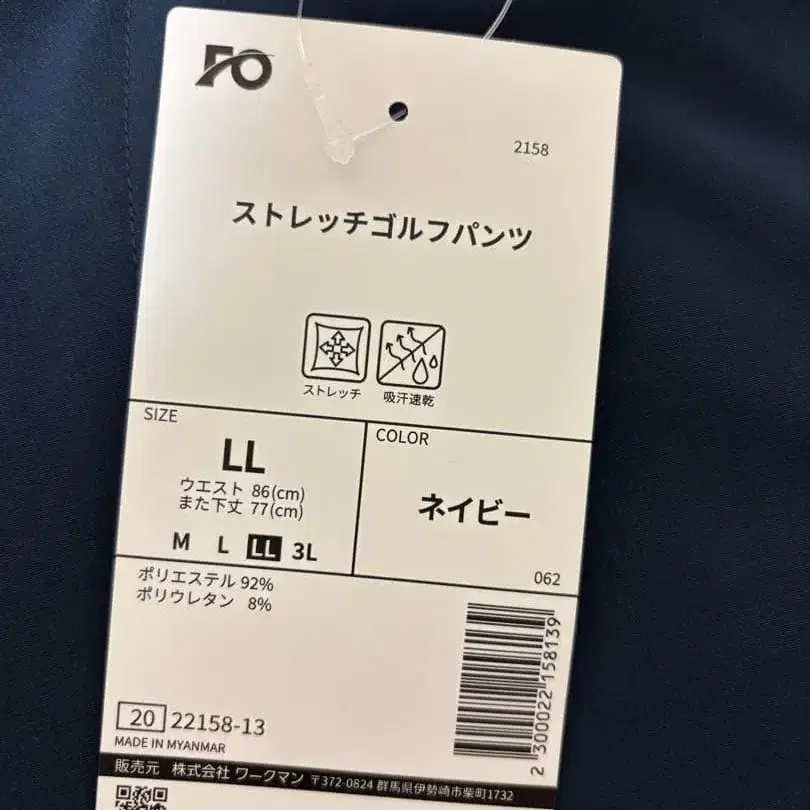 FO
2158
ストレッチゴルフパンツ
ストレッチ 吸汗速乾
SIZE
LL
ウエスト 86(cm)
また下丈 77(cm)
M L LL 3L
COLOR
ネイビー
062
ポリエステル 92%
ポリウレタン 8%
2 300022 158139
20 22158-13
MADE IN MYANMAR
販売元 株式会社 ワークマン 〒372-0824 群馬県伊勢崎市柴町1732